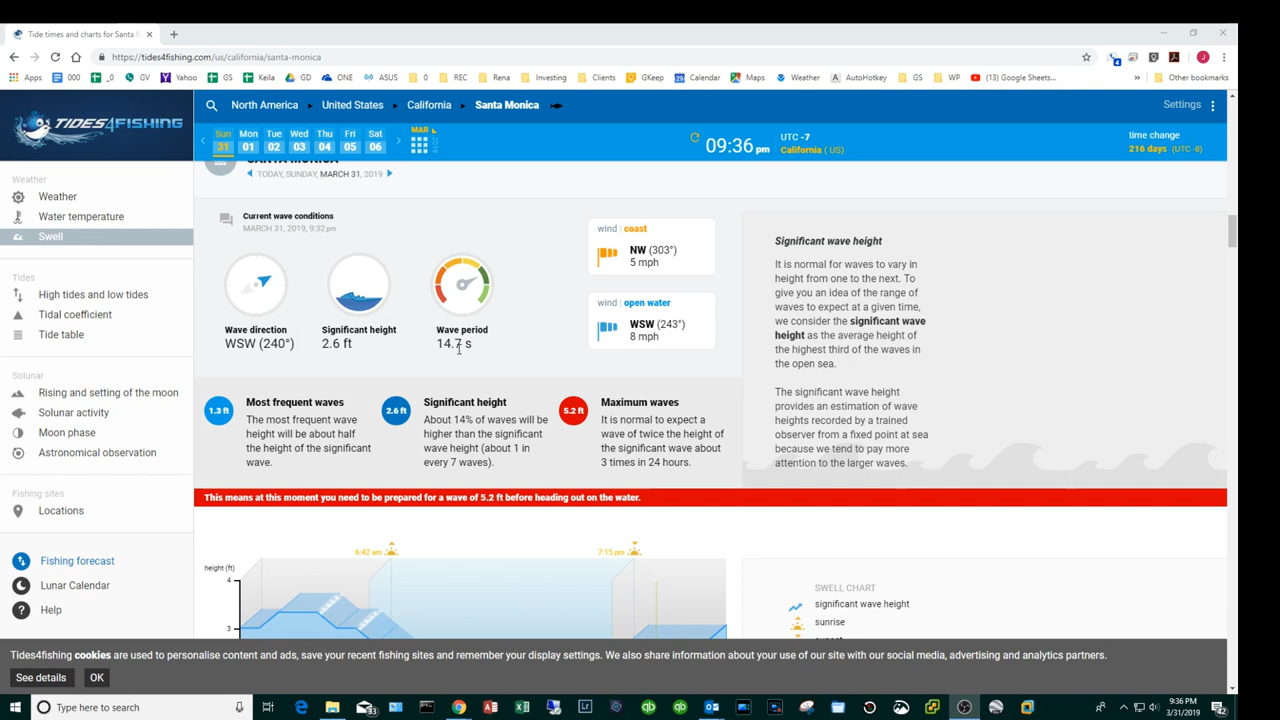 Tide times and charts for Santa M
https://tides4fishing.com/us/california/santa-monica
Apps 000 _0 GV Yahoo GS Keila GD ONE ASUS 0 REC Rena Investing Clients GKeep Calendar Maps Weather AutoHotkey GS WP (13) Google Sheets... » Other bookmarks
TIDES4FISHING
North America United States California Santa Monica Settings
Sun Mon Tue Wed Thu Fri Sat
31 01 02 03 04 05 06
MAR
2019
09:36 pm
UTC -7
California ( US)
time change
216 days (UTC -8)
Weather
Weather
Water temperature
Swell
Tides
High tides and low tides
Tidal coefficient
Tide table
Solunar
Rising and setting of the moon
Solunar activity
Moon phase
Astronomical observation
Fishing sites
Locations
Fishing forecast
Lunar Calendar
Help
SANTA MONICA
TODAY, SUNDAY, MARCH 31, 2019
Current wave conditions
MARCH 31, 2019, 9:32 pm
Wave direction
WSW (240°)
Significant height
2.6 ft
Wave period
14.7 s
wind | coast
NW (303°)
5 mph
wind | open water
WSW (243°)
8 mph
Significant wave height
It is normal for waves to vary in
height from one to the next. To
give you an idea of the range of
waves to expect at a given time,
we consider the significant wave
height as the average height of
the highest third of the waves in
the open sea.
The significant wave height
provides an estimation of wave
heights recorded by a trained
observer from a fixed point at sea
because we tend to pay more
attention to the larger waves.
1.3 ft
Most frequent waves
The most frequent wave
height will be about half
the height of the significant
wave.
2.6 ft
Significant height
About 14% of waves will be
higher than the significant
wave height (about 1 in
every 7 waves).
5.2 ft
Maximum waves
It is normal to expect a
wave of twice the height of
the significant wave about
3 times in 24 hours.
This means at this moment you need to be prepared for a wave of 5.2 ft before heading out on the water.
6:42 am
7:15 pm
height (ft)
4
3
SWELL CHART
significant wave height
sunrise
sunset
Tides4fishing cookies are used to personalise content and ads, save your recent fishing sites and remember your display settings. We also share information about your use of our site with our social media, advertising and analytics partners.
See details OK
Type here to search
33
9:36 PM
3/31/2019
42